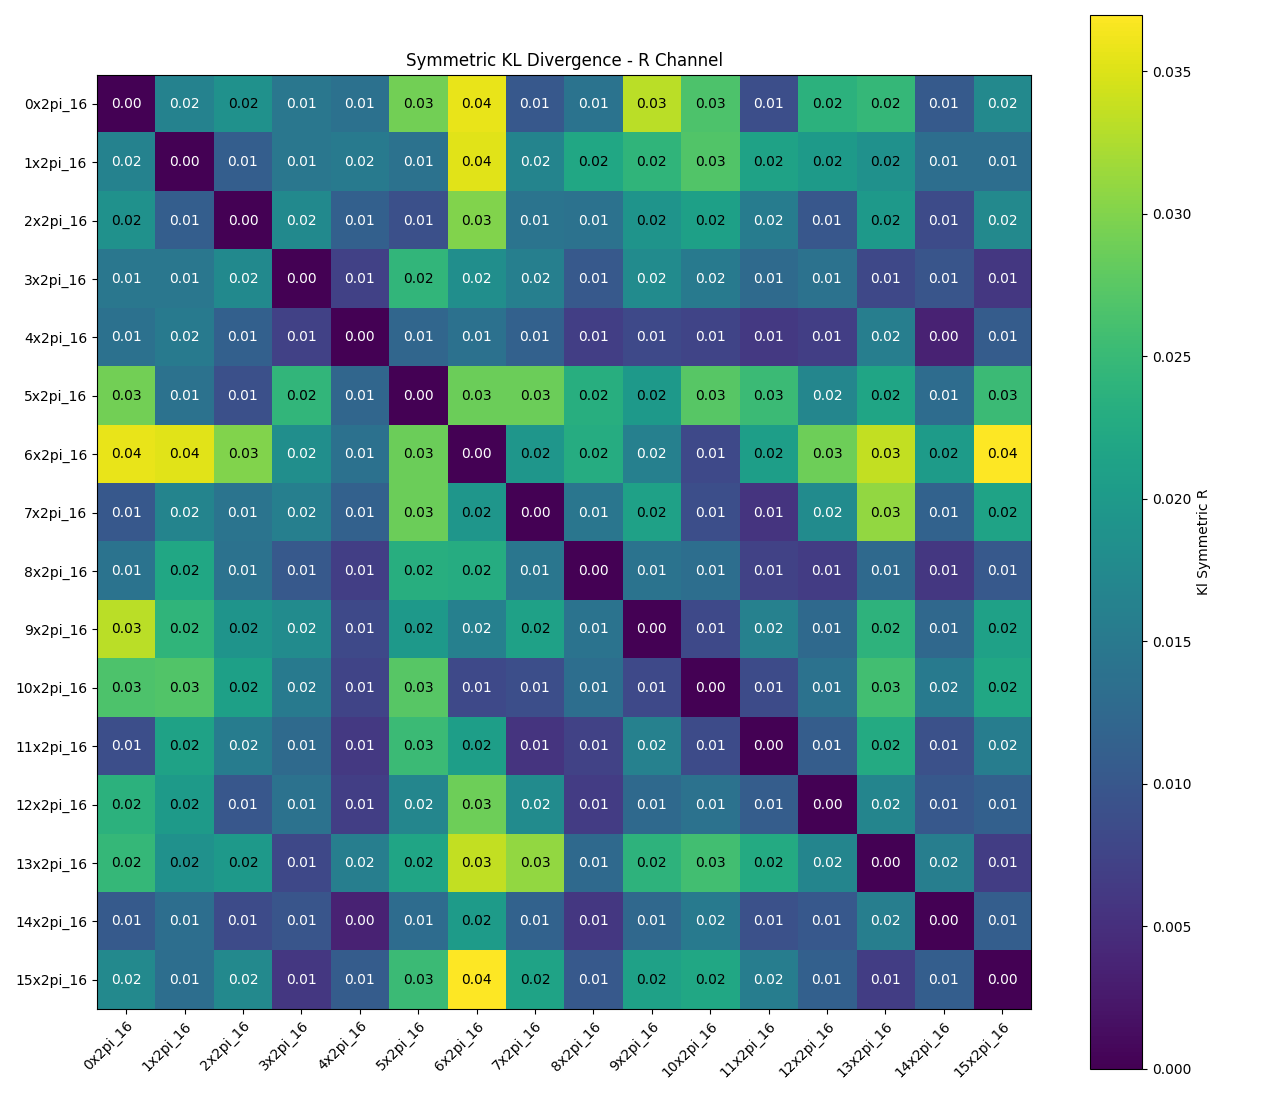 Symmetric KL Divergence - R Channel
0x2pi_16 0.00 0.02 0.02 0.01 0.01 0.03 0.04 0.01 0.01 0.03 0.03 0.01 0.02 0.02 0.01 0.02
1x2pi_16 0.02 0.00 0.01 0.01 0.02 0.01 0.04 0.02 0.02 0.02 0.03 0.02 0.02 0.02 0.01 0.01
2x2pi_16 0.02 0.01 0.00 0.02 0.01 0.01 0.03 0.01 0.01 0.02 0.02 0.02 0.01 0.02 0.01 0.02
3x2pi_16 0.01 0.01 0.02 0.00 0.01 0.02 0.02 0.02 0.01 0.02 0.02 0.01 0.01 0.01 0.01 0.01
4x2pi_16 0.01 0.02 0.01 0.01 0.00 0.01 0.01 0.01 0.01 0.01 0.01 0.01 0.01 0.02 0.00 0.01
5x2pi_16 0.03 0.01 0.01 0.02 0.01 0.00 0.03 0.03 0.02 0.02 0.03 0.03 0.02 0.02 0.01 0.03
6x2pi_16 0.04 0.04 0.03 0.02 0.01 0.03 0.00 0.02 0.02 0.02 0.01 0.02 0.03 0.03 0.02 0.04
7x2pi_16 0.01 0.02 0.01 0.02 0.01 0.03 0.02 0.00 0.01 0.02 0.01 0.01 0.02 0.03 0.01 0.02
8x2pi_16 0.01 0.02 0.01 0.01 0.01 0.02 0.02 0.01 0.00 0.01 0.01 0.01 0.01 0.01 0.01 0.01
9x2pi_16 0.03 0.02 0.02 0.02 0.01 0.02 0.02 0.02 0.01 0.00 0.01 0.02 0.01 0.02 0.01 0.02
10x2pi_16 0.03 0.03 0.02 0.02 0.01 0.03 0.01 0.01 0.01 0.01 0.00 0.01 0.01 0.03 0.02 0.02
11x2pi_16 0.01 0.02 0.02 0.01 0.01 0.03 0.02 0.01 0.01 0.02 0.01 0.00 0.01 0.02 0.01 0.02
12x2pi_16 0.02 0.02 0.01 0.01 0.01 0.02 0.03 0.02 0.01 0.01 0.01 0.01 0.00 0.02 0.01 0.01
13x2pi_16 0.02 0.02 0.02 0.01 0.02 0.02 0.03 0.03 0.01 0.02 0.03 0.02 0.02 0.00 0.02 0.01
14x2pi_16 0.01 0.01 0.01 0.01 0.00 0.01 0.02 0.01 0.01 0.01 0.02 0.01 0.01 0.02 0.00 0.01
15x2pi_16 0.02 0.01 0.02 0.01 0.01 0.03 0.04 0.02 0.01 0.02 0.02 0.02 0.01 0.01 0.01 0.00
0x2pi_16 1x2pi_16 2x2pi_16 3x2pi_16 4x2pi_16 5x2pi_16 6x2pi_16 7x2pi_16 8x2pi_16 9x2pi_16 10x2pi_16 11x2pi_16 12x2pi_16 13x2pi_16 14x2pi_16 15x2pi_16
0.035
0.030
0.025
0.020
0.015
0.010
0.005
0.000
Kl Symmetric R